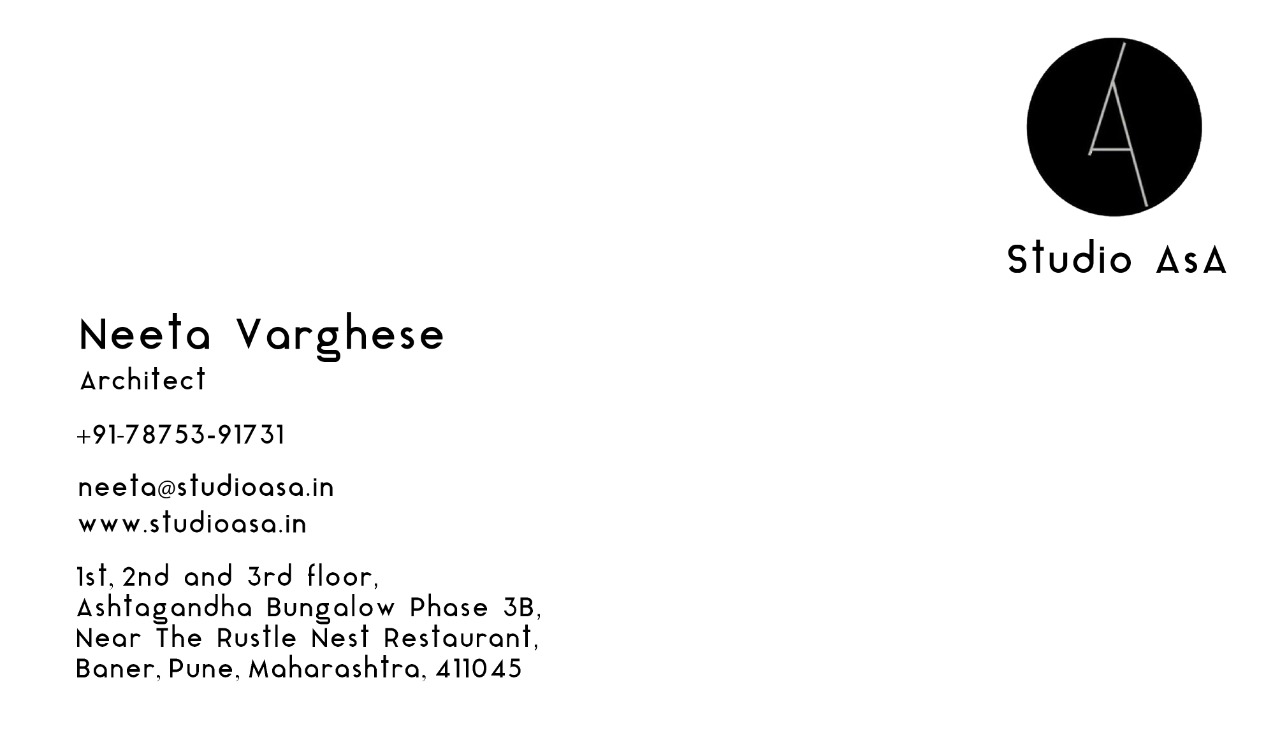 A
Studio AsA
Neeta Varghese
Architect
+91-78753-91731
neeta@studioasa.in
www.studioasa.in
1st, 2nd and 3rd floor,
Ashtagandha Bungalow Phase 3B,
Near The Rustle Nest Restaurant,
Baner, Pune, Maharashtra, 411045